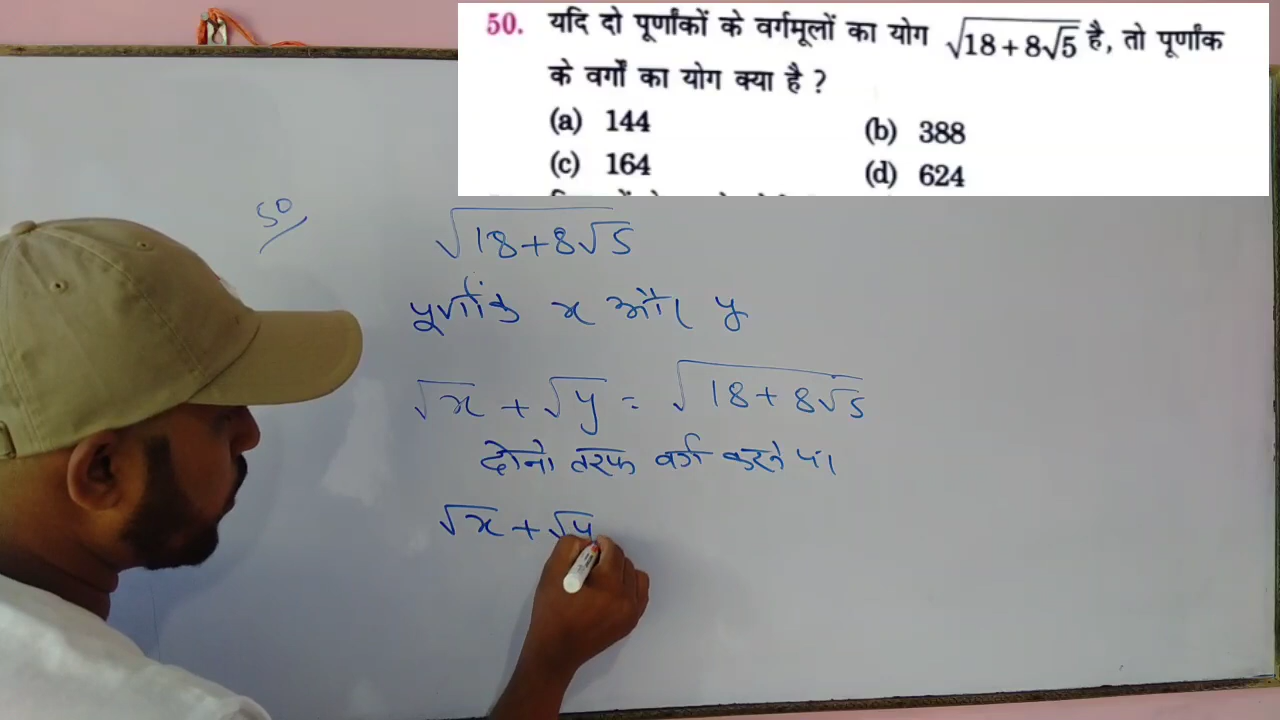 50. यदि दो पूर्णांकों के वर्गमूलों का योग √(18+8√5) है, तो पूर्णांक
के वर्गों का योग क्या है ?
(a) 144 (b) 388
(c) 164 (d) 624
50
√(18+8√5)
पूर्णांक x और y
√x + √y = √(18+8√5)
दोनो तरफ वर्ग करने पर
√x + √y